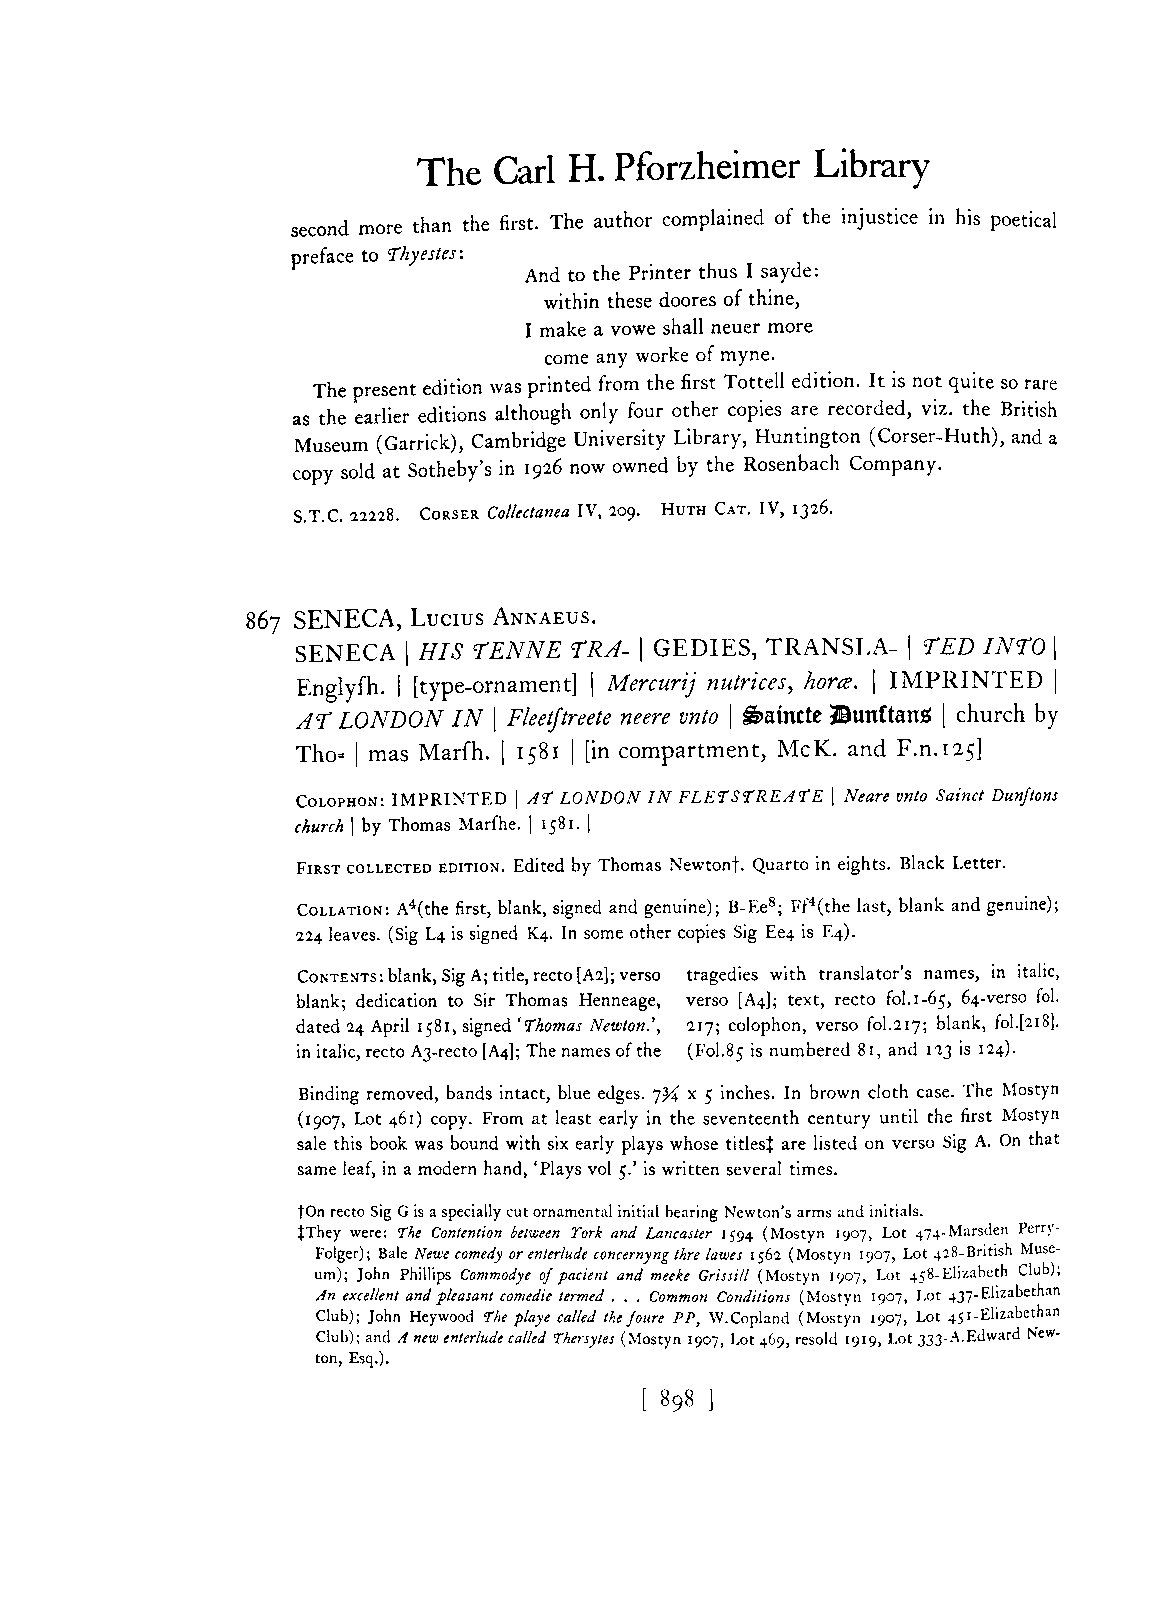 The Carl H. Pforzheimer Library
second more than the first. The author complained of the injustice in his poetical
preface to Thyestes:
And to the Printer thus I sayde:
within these doores of thine,
I make a vowe shall neuer more
come any worke of myne.
The present edition was printed from the first Tottell edition. It is not quite so rare
as the earlier editions although only four other copies are recorded, viz. the British
Museum (Garrick), Cambridge University Library, Huntington (Corser-Huth), and a
copy sold at Sotheby's in 1926 now owned by the Rosenbach Company.
S.T.C. 22228. Corser Collectanea IV, 209. Huth Cat. IV, 1326.
867 SENECA, Lucius Annaeus.
SENECA | HIS TENNE TRA- | GEDIES, TRANSLA- | TED INTO |
Englyſh. | [type-ornament] | Mercurij nutrices, horæ. | IMPRINTED |
AT LONDON IN | Fleetſtreete neere vnto | Saincte Dunſtans | church by
Tho= | mas Marſh. | 1581 | [in compartment, McK. and F.n.125]
Colophon: IMPRINTED | AT LONDON IN FLETSTREATE | Neare vnto Sainct Dunſtons
church | by Thomas Marſhe. | 1581. |
First collected edition. Edited by Thomas Newton†. Quarto in eights. Black Letter.
Collation: A⁴(the first, blank, signed and genuine); B-Ee⁸; Ff⁴(the last, blank and genuine);
224 leaves. (Sig L4 is signed K4. In some other copies Sig Ee4 is E4).
Contents: blank, Sig A; title, recto [A2]; verso
blank; dedication to Sir Thomas Henneage,
dated 24 April 1581, signed 'Thomas Newton.',
in italic, recto A3-recto [A4]; The names of the
tragedies with translator's names, in italic,
verso [A4]; text, recto fol.1-65, 64-verso fol.
217; colophon, verso fol.217; blank, fol.[218].
(Fol.85 is numbered 81, and 123 is 124).
Binding removed, bands intact, blue edges. 7¾ x 5 inches. In brown cloth case. The Mostyn
(1907, Lot 461) copy. From at least early in the seventeenth century until the first Mostyn
sale this book was bound with six early plays whose titles‡ are listed on verso Sig A. On that
same leaf, in a modern hand, 'Plays vol 5.' is written several times.
†On recto Sig G is a specially cut ornamental initial bearing Newton's arms and initials.
‡They were: The Contention between York and Lancaster 1594 (Mostyn 1907, Lot 474-Marsden Perry-
Folger); Bale Newe comedy or enterlude concernyng thre lawes 1562 (Mostyn 1907, Lot 428-British Muse-
um); John Phillips Commodye of pacient and meeke Grissill (Mostyn 1907, Lot 458-Elizabeth Club);
An excellent and pleasant comedie termed . . . Common Conditions (Mostyn 1907, Lot 437-Elizabethan
Club); John Heywood The playe called the foure PP, W.Copland (Mostyn 1907, Lot 451-Elizabethan
Club); and A new enterlude called Thersytes (Mostyn 1907, Lot 469, resold 1919, Lot 333-A.Edward New-
ton, Esq.).
[ 898 ]